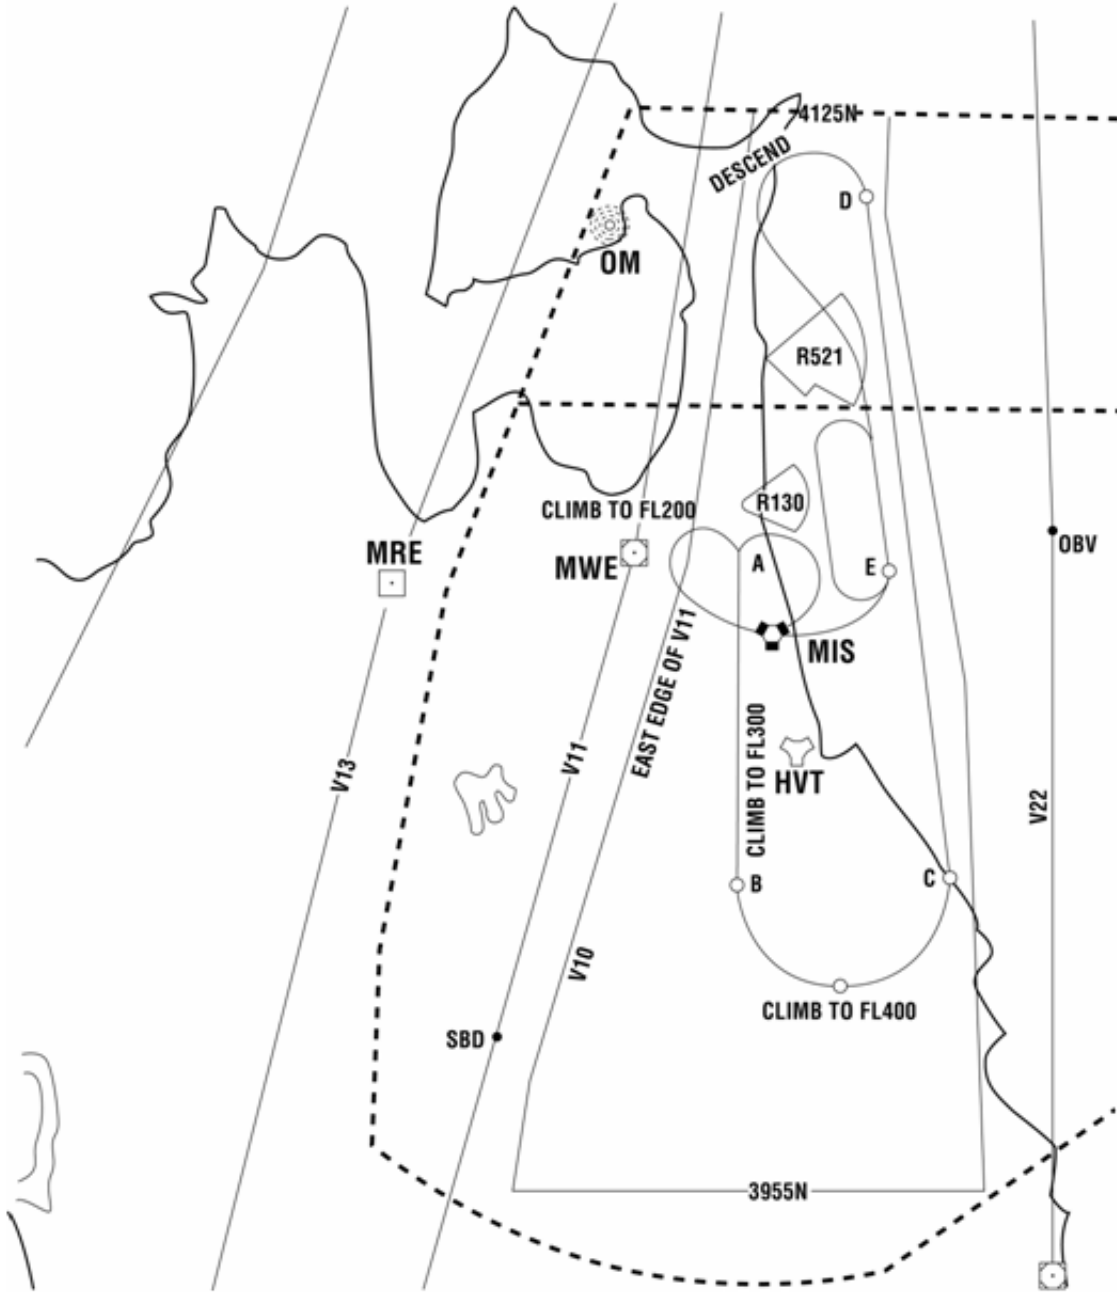 4125N
DESCEND
D
OM
R521
CLIMB TO FL200
R130
MRE
MWE
A
E
OBV
MIS
EAST EDGE OF V11
CLIMB TO FL300
HVT
V13
V11
V22
B
C
V10
CLIMB TO FL400
SBD
3955N